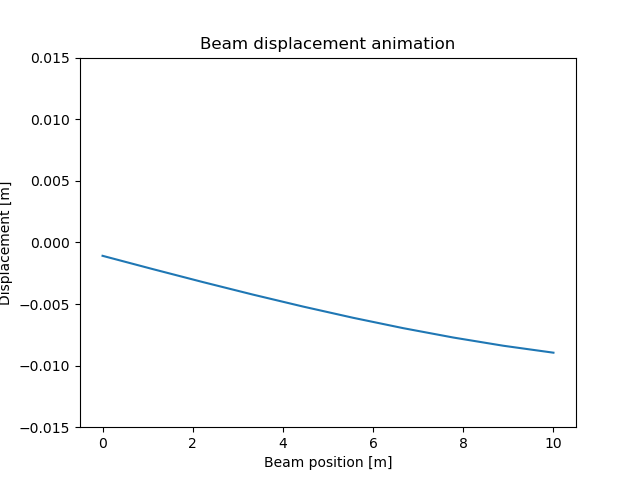 Beam displacement animation
Displacement [m]
0.015
0.010
0.005
0.000
−0.005
−0.010
−0.015
0 2 4 6 8 10
Beam position [m]